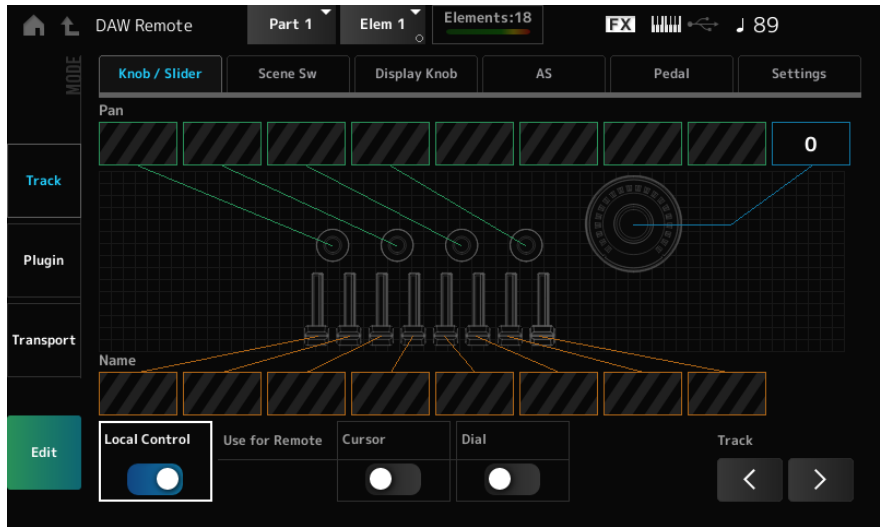 DAW Remote
Part 1
Elem 1
Elements:18
FX
♩ 89
MODE
Knob / Slider
Scene Sw
Display Knob
AS
Pedal
Settings
Pan
0
Track
Plugin
Transport
Name
Edit
Local Control
Use for Remote
Cursor
Dial
Track